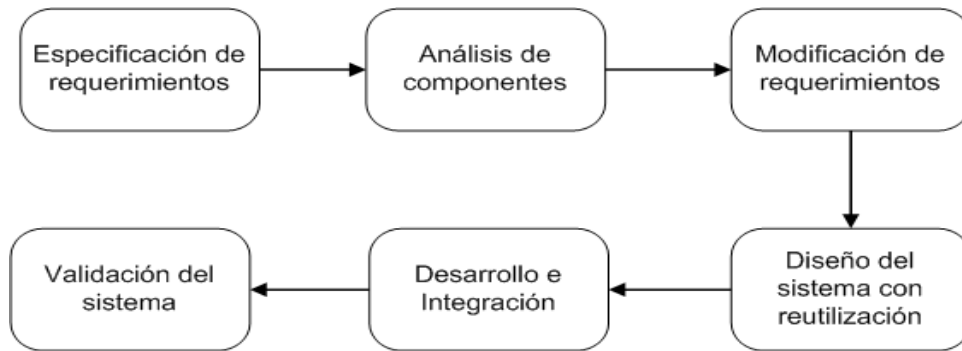 Especificación de
requerimientos
Análisis de
componentes
Modificación de
requerimientos
Diseño del
sistema con
reutilización
Desarrollo e
Integración
Validación del
sistema